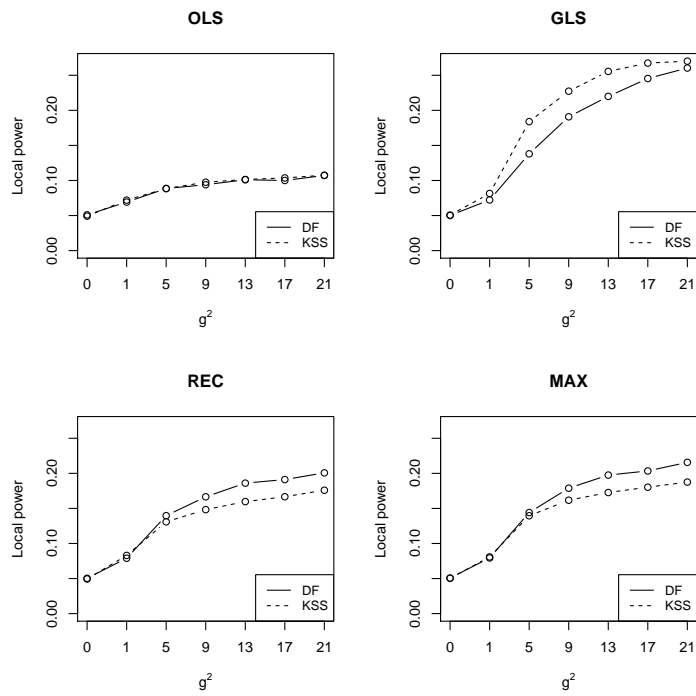 OLS
Local power
0.20
0.10
0.00
DF
KSS
0 1 5 9 13 17 21
g²
GLS
Local power
0.20
0.10
0.00
DF
KSS
0 1 5 9 13 17 21
g²
REC
Local power
0.20
0.10
0.00
DF
KSS
0 1 5 9 13 17 21
g²
MAX
Local power
0.20
0.10
0.00
DF
KSS
0 1 5 9 13 17 21
g²